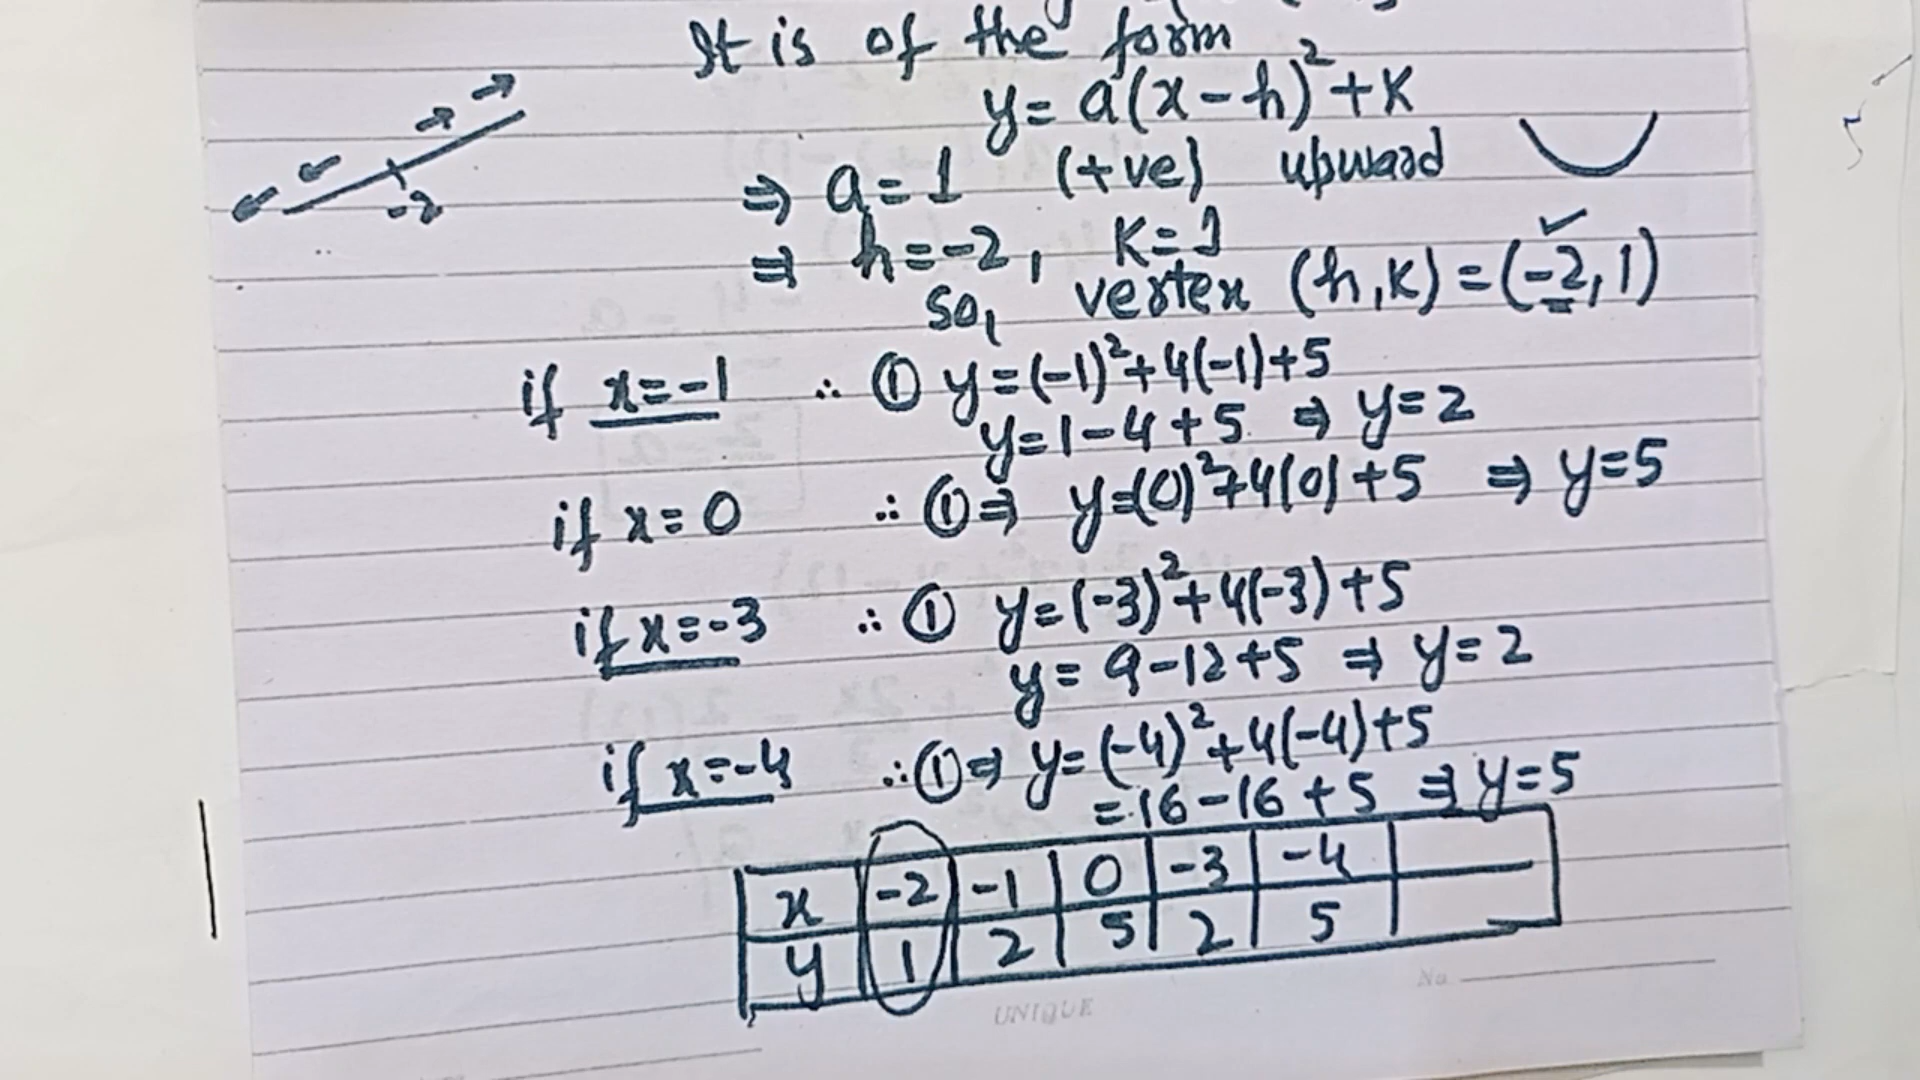 It is of the form
y = a(x-h)²+K
⇒ a=1 (+ve) upward
-2
⇒ h=-2, K=1
so, vertex (h,K)=(-2,1)
if x=-1 ∴ ① y=(-1)²+4(-1)+5
y=1-4+5 ⇒ y=2
if x=0 ∴ ①⇒ y=(0)²+4(0)+5 ⇒ y=5
if x=-3 ∴ ① y=(-3)²+4(-3)+5
y=9-12+5 ⇒ y=2
if x=-4 ∴ ①⇒ y=(-4)²+4(-4)+5
=16-16+5 ⇒ y=5
x -2 -1 0 -3 -4
y 1 2 5 2 5
No.
UNIQUE